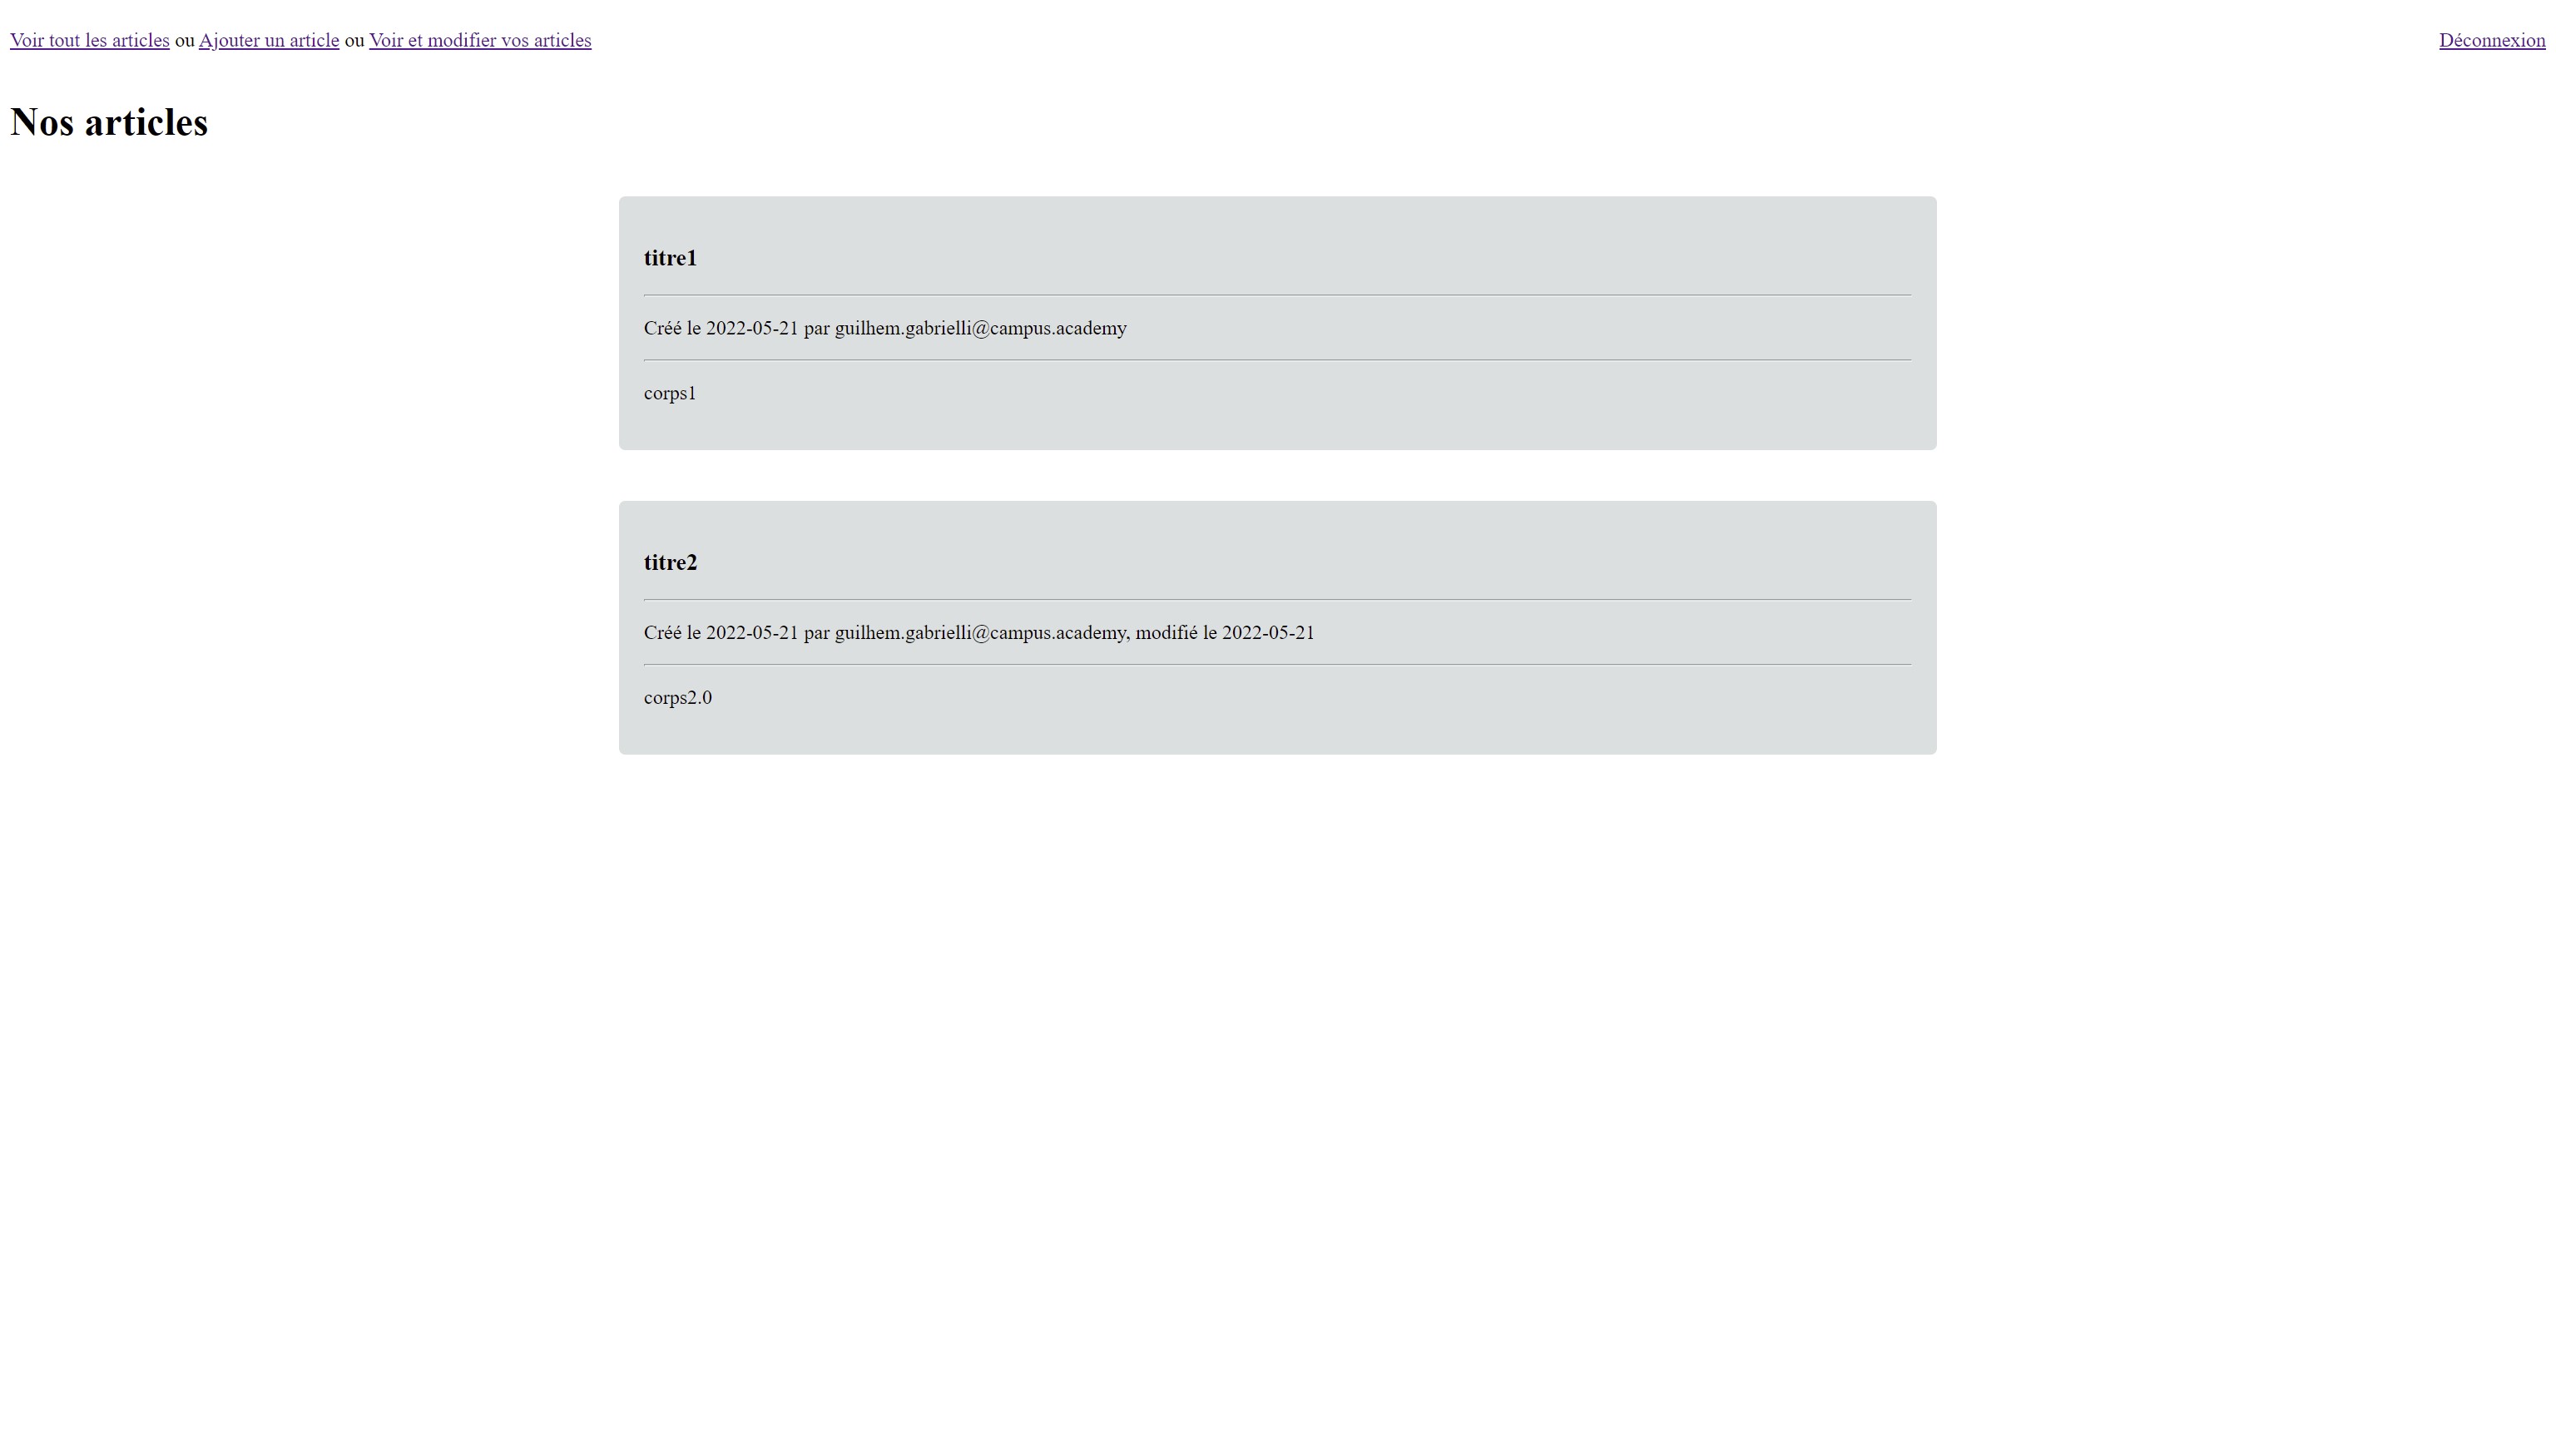 Voir tout les articles ou Ajouter un article ou Voir et modifier vos articles
Déconnexion
Nos articles
titre1
Créé le 2022-05-21 par guilhem.gabrielli@campus.academy
corps1
titre2
Créé le 2022-05-21 par guilhem.gabrielli@campus.academy, modifié le 2022-05-21
corps2.0